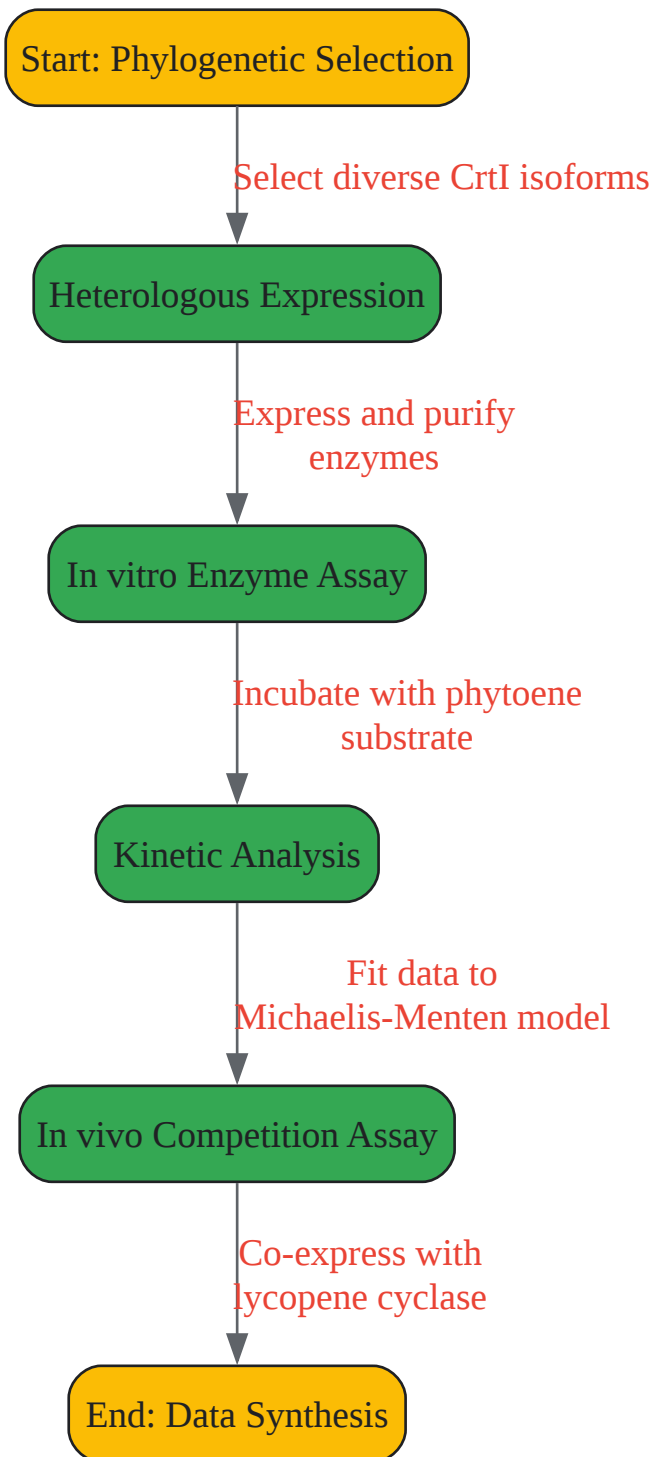 Start: Phylogenetic Selection
Select diverse CrtI isoforms
Heterologous Expression
Express and purify
enzymes
In vitro Enzyme Assay
Incubate with phytoene
substrate
Kinetic Analysis
Fit data to
Michaelis-Menten model
In vivo Competition Assay
Co-express with
lycopene cyclase
End: Data Synthesis